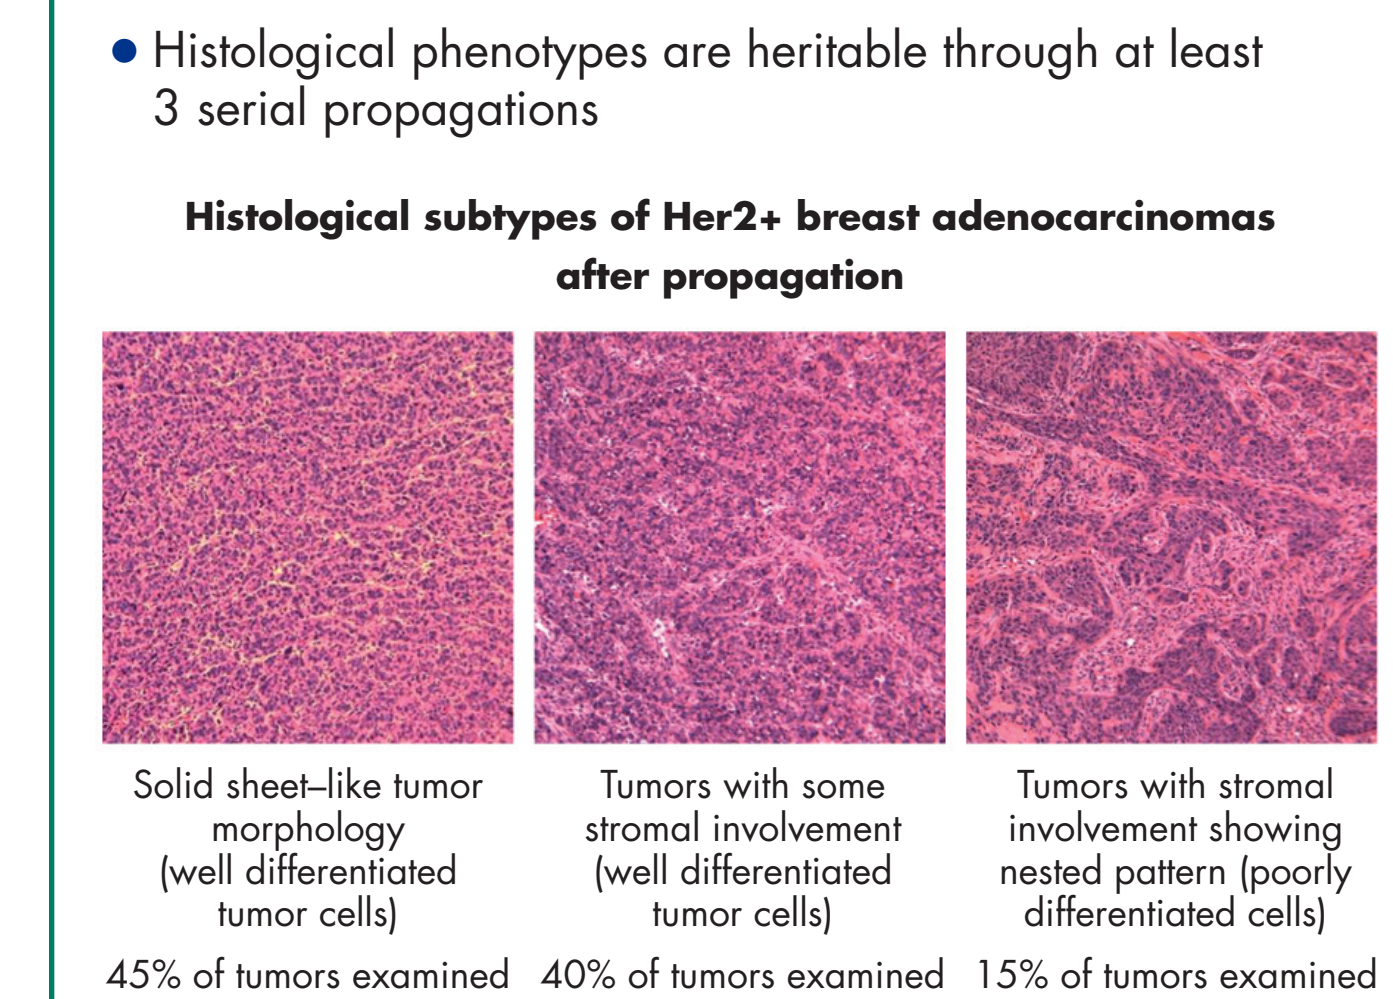 ● Histological phenotypes are heritable through at least
3 serial propagations
Histological subtypes of Her2+ breast adenocarcinomas
after propagation
Solid sheet–like tumor
morphology
(well differentiated
tumor cells)
45% of tumors examined
Tumors with some
stromal involvement
(well differentiated
tumor cells)
40% of tumors examined
Tumors with stromal
involvement showing
nested pattern (poorly
differentiated cells)
15% of tumors examined